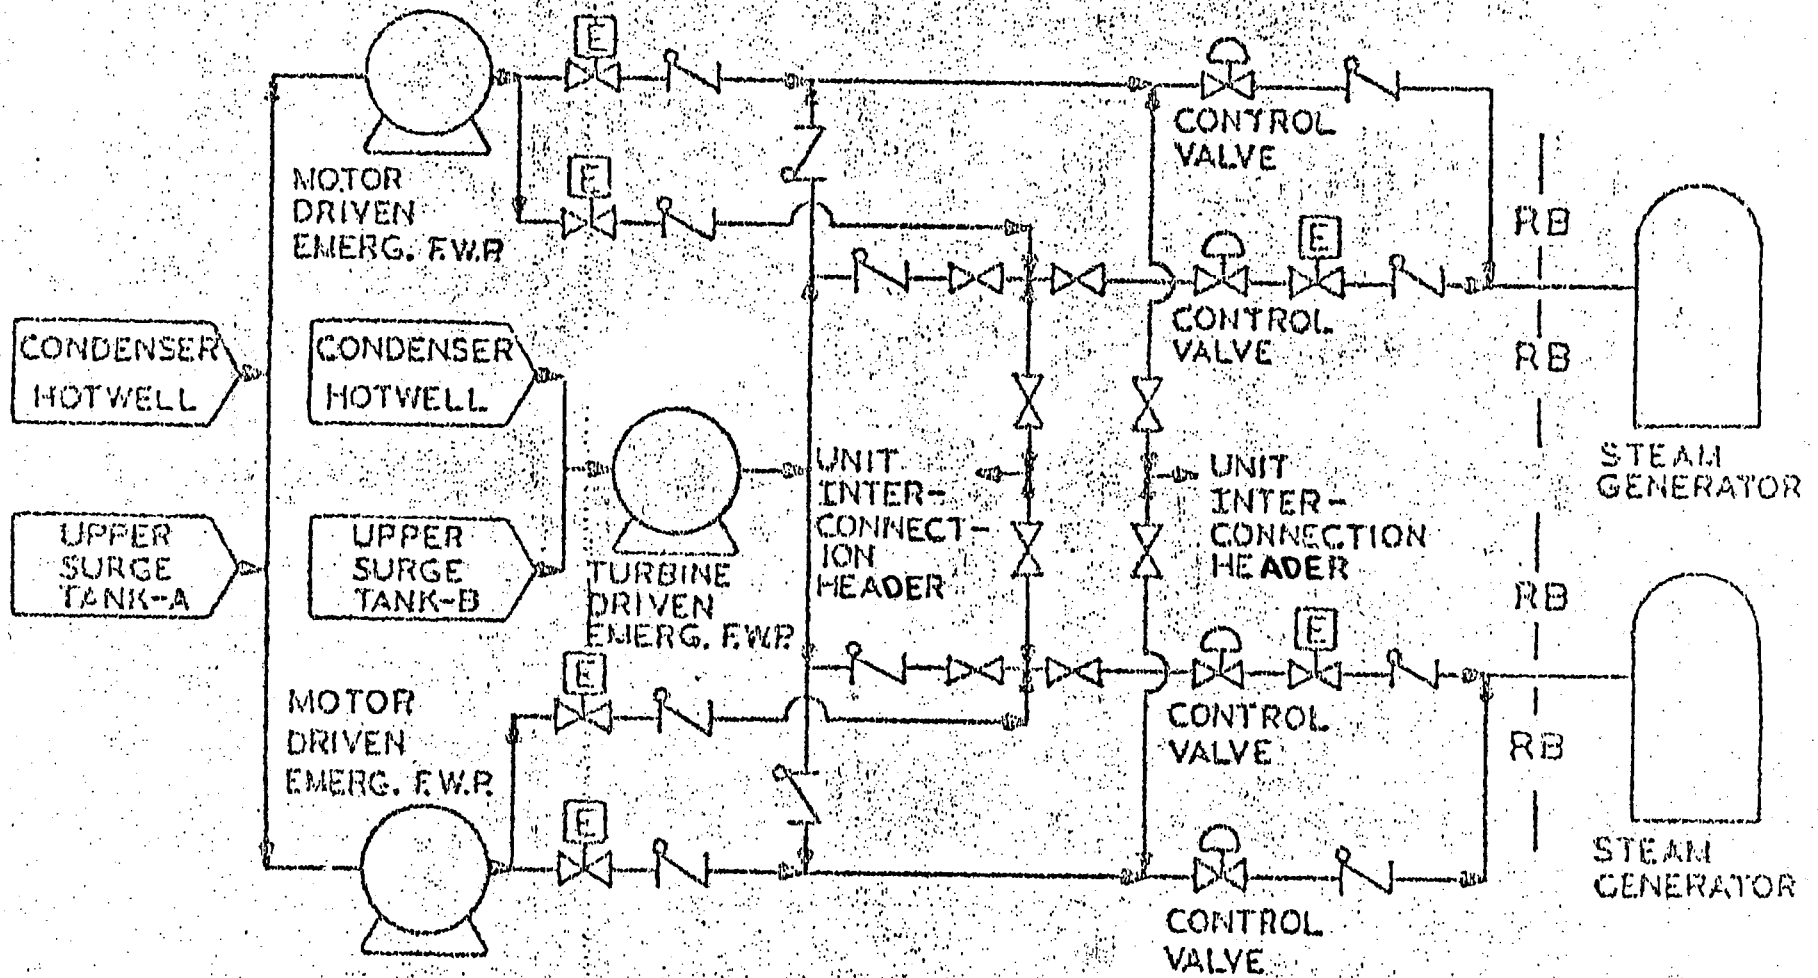 E
CONTROL
VALVE
MOTOR
DRIVEN
EMERG. F.W.P.
E
RB
E
CONTROL
VALVE
RB
CONDENSER
HOTWELL
CONDENSER
HOTWELL
STEAM
GENERATOR
UNIT
INTER-
CONNECT-
ION
HEADER
UNIT
INTER-
CONNECTION
HEADER
UPPER
SURGE
TANK-A
UPPER
SURGE
TANK-B
TURBINE
DRIVEN
EMERG. F.W.P.
RB
E
E
MOTOR
DRIVEN
EMERG. F.W.P.
CONTROL
VALVE
RB
E
STEAM
GENERATOR
CONTROL
VALVE